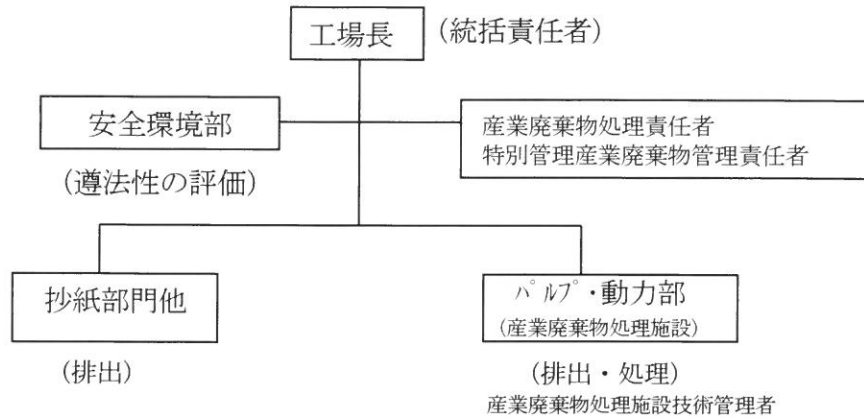 工場長
(統括責任者)
安全環境部
産業廃棄物処理責任者
特別管理産業廃棄物管理責任者
(遵法性の評価)
抄紙部門他
ﾊﾟﾙﾌﾟ・動力部
(産業廃棄物処理施設)
(排出)
(排出・処理)
産業廃棄物処理施設技術管理者